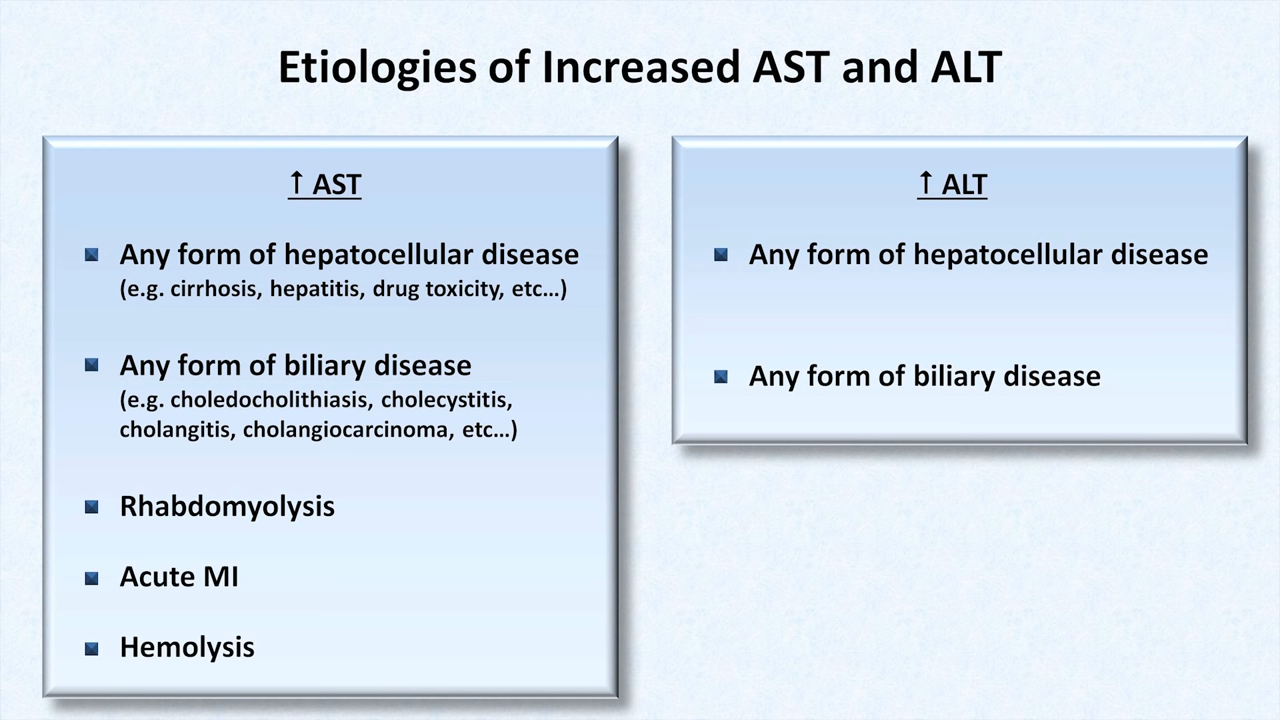 Etiologies of Increased AST and ALT
↑ AST
Any form of hepatocellular disease
(e.g. cirrhosis, hepatitis, drug toxicity, etc…)
Any form of biliary disease
(e.g. choledocholithiasis, cholecystitis,
cholangitis, cholangiocarcinoma, etc…)
Rhabdomyolysis
Acute MI
Hemolysis
↑ ALT
Any form of hepatocellular disease
Any form of biliary disease